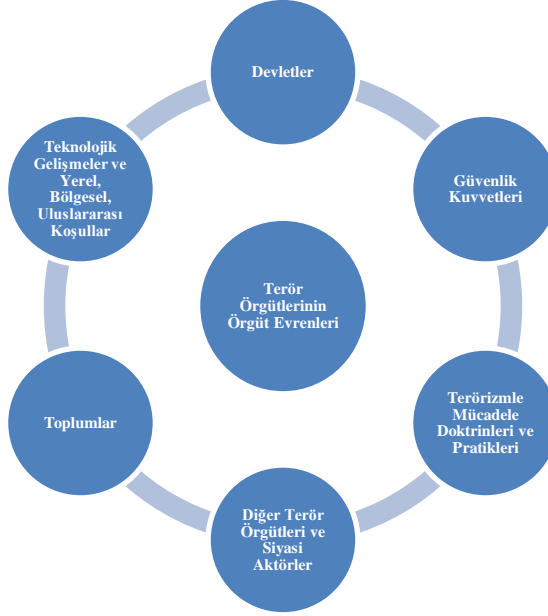 Devletler
Güvenlik
Kuvvetleri
Terörizmle
Mücadele
Doktrinleri ve
Pratikleri
Diğer Terör
Örgütleri ve
Siyasi
Aktörler
Toplumlar
Teknolojik
Gelişmeler ve
Yerel,
Bölgesel,
Uluslararası
Koşullar
Terör
Örgütlerinin
Örgüt Evrenleri